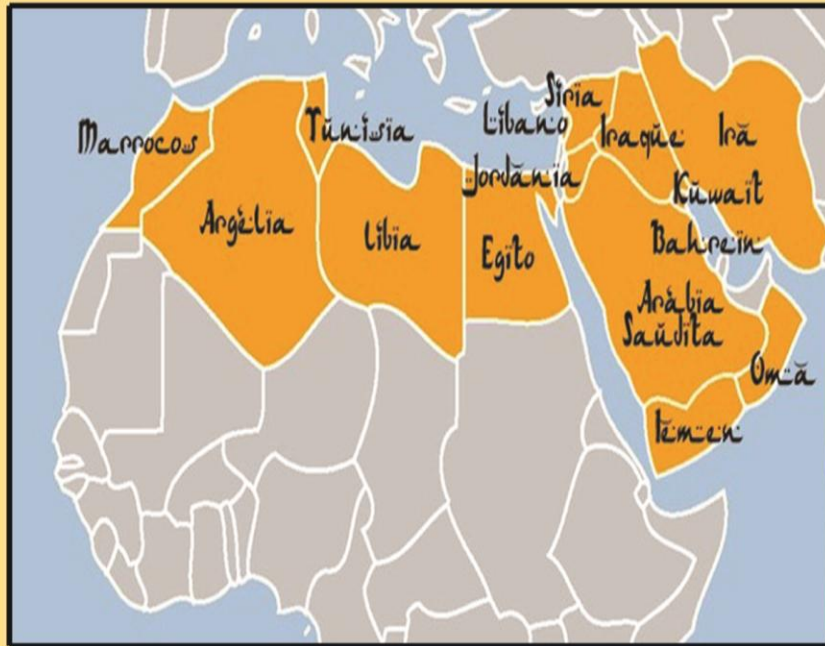 Marrocos
Argélia
Tunísia
Líbia
Egito
Síria
Líbano
Jordânia
Iraque
Irã
Kuwait
Bahrein
Arábia
Saudita
Omã
Iêmen